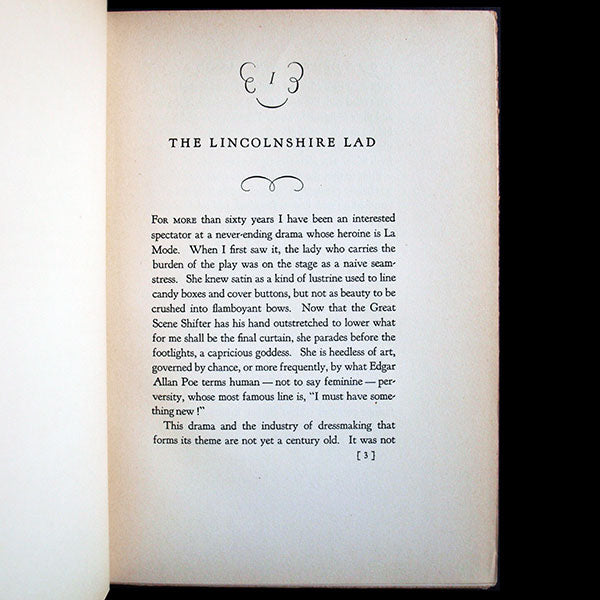 I
THE LINCOLNSHIRE LAD
FOR MORE than sixty years I have been an interested
spectator at a never-ending drama whose heroine is La
Mode. When I first saw it, the lady who carries the
burden of the play was on the stage as a naive seam-
stress. She knew satin as a kind of lustrine used to line
candy boxes and cover buttons, but not as beauty to be
crushed into flamboyant bows. Now that the Great
Scene Shifter has his hand outstretched to lower what
for me shall be the final curtain, she parades before the
footlights, a capricious goddess. She is heedless of art,
governed by chance, or more frequently, by what Edgar
Allan Poe terms human — not to say feminine — per-
versity, whose most famous line is, "I must have some-
thing new!"
This drama and the industry of dressmaking that
forms its theme are not yet a century old. It was not
[ 3 ]